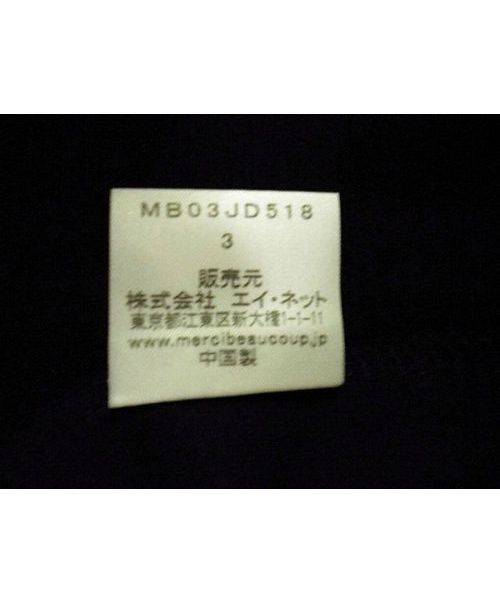 MB03JD518
3
販売元
株式会社 エイ・ネット
東京都江東区新大橋1-1-11
www.mercibeaucoup.jp
中国製